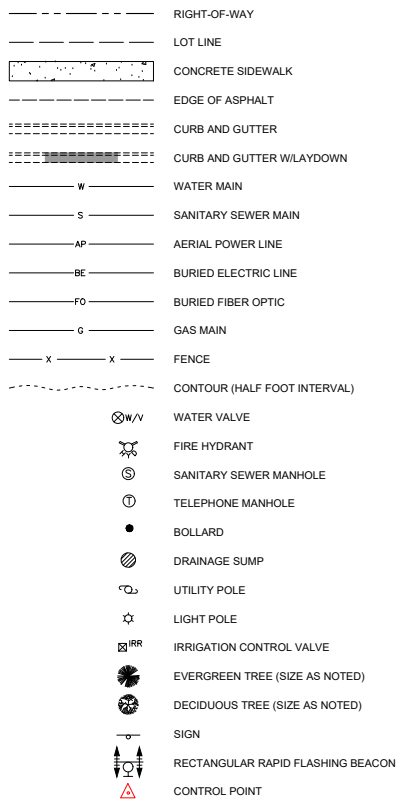 RIGHT-OF-WAY
LOT LINE
CONCRETE SIDEWALK
EDGE OF ASPHALT
CURB AND GUTTER
CURB AND GUTTER W/LAYDOWN
W WATER MAIN
S SANITARY SEWER MAIN
AP AERIAL POWER LINE
BE BURIED ELECTRIC LINE
FO BURIED FIBER OPTIC
G GAS MAIN
X X FENCE
CONTOUR (HALF FOOT INTERVAL)
W/V WATER VALVE
FIRE HYDRANT
S SANITARY SEWER MANHOLE
T TELEPHONE MANHOLE
BOLLARD
DRAINAGE SUMP
UTILITY POLE
LIGHT POLE
IRR IRRIGATION CONTROL VALVE
EVERGREEN TREE (SIZE AS NOTED)
DECIDUOUS TREE (SIZE AS NOTED)
SIGN
RECTANGULAR RAPID FLASHING BEACON
CONTROL POINT